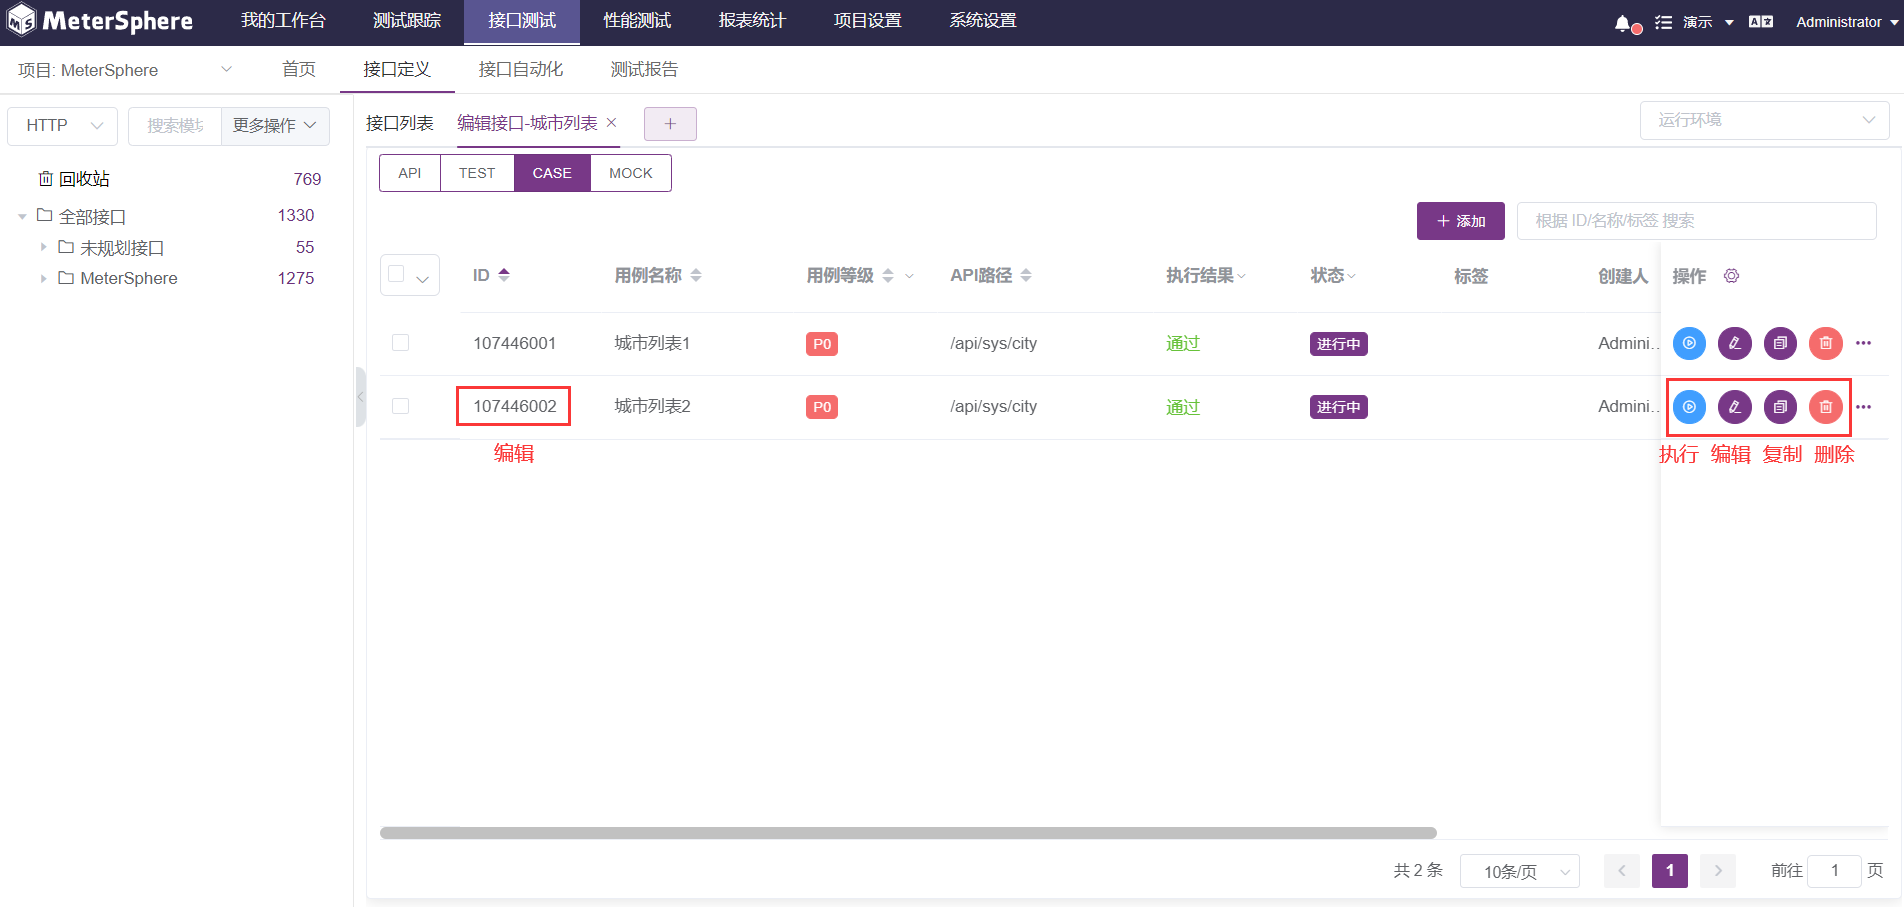 MeterSphere 我的工作台 测试跟踪 接口测试 性能测试 报表统计 项目设置 系统设置 演示 Administrator
项目: MeterSphere 首页 接口定义 接口自动化 测试报告
HTTP 搜索模块 更多操作
接口列表 编辑接口-城市列表 × + 运行环境
API TEST CASE MOCK
回收站 769
全部接口 1330
未规划接口 55
MeterSphere 1275
+ 添加 根据 ID/名称/标签 搜索
ID 用例名称 用例等级 API路径 执行结果 状态 标签 创建人 操作
107446001 城市列表1 P0 /api/sys/city 通过 进行中 Admini...
107446002 城市列表2 P0 /api/sys/city 通过 进行中 Admini...
编辑 执行 编辑 复制 删除
共 2 条 10条/页 < 1 > 前往 1 页